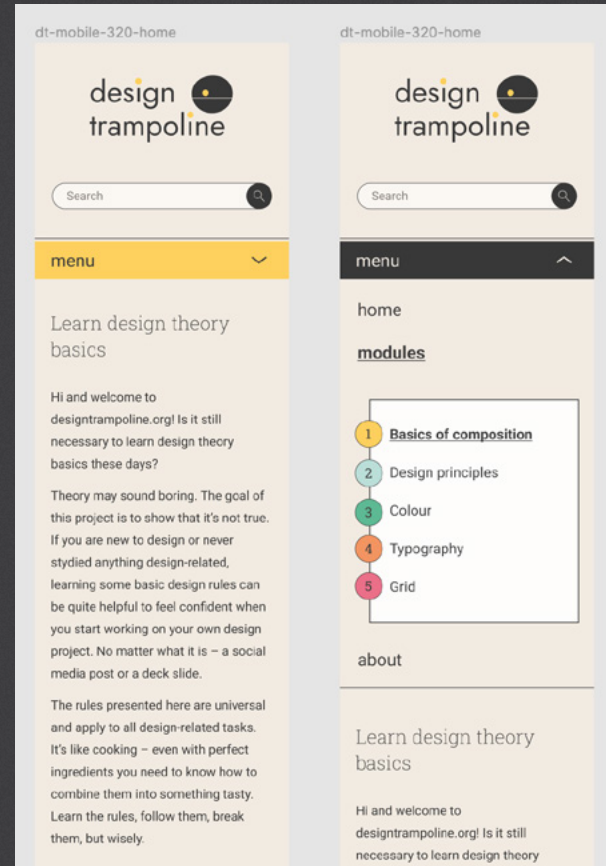 dt-mobile-320-home
design
trampoline
Search
menu
Learn design theory
basics
Hi and welcome to
designtrampoline.org! Is it still
necessary to learn design theory
basics these days?
Theory may sound boring. The goal of
this project is to show that it's not true.
If you are new to design or never
stydied anything design-related,
learning some basic design rules can
be quite helpful to feel confident when
you start working on your own design
project. No matter what it is – a social
media post or a deck slide.
The rules presented here are universal
and apply to all design-related tasks.
It's like cooking – even with perfect
ingredients you need to know how to
combine them into something tasty.
Learn the rules, follow them, break
them, but wisely.
dt-mobile-320-home
design
trampoline
Search
menu
home
modules
1 Basics of composition
2 Design principles
3 Colour
4 Typography
5 Grid
about
Learn design theory
basics
Hi and welcome to
designtrampoline.org! Is it still
necessary to learn design theory